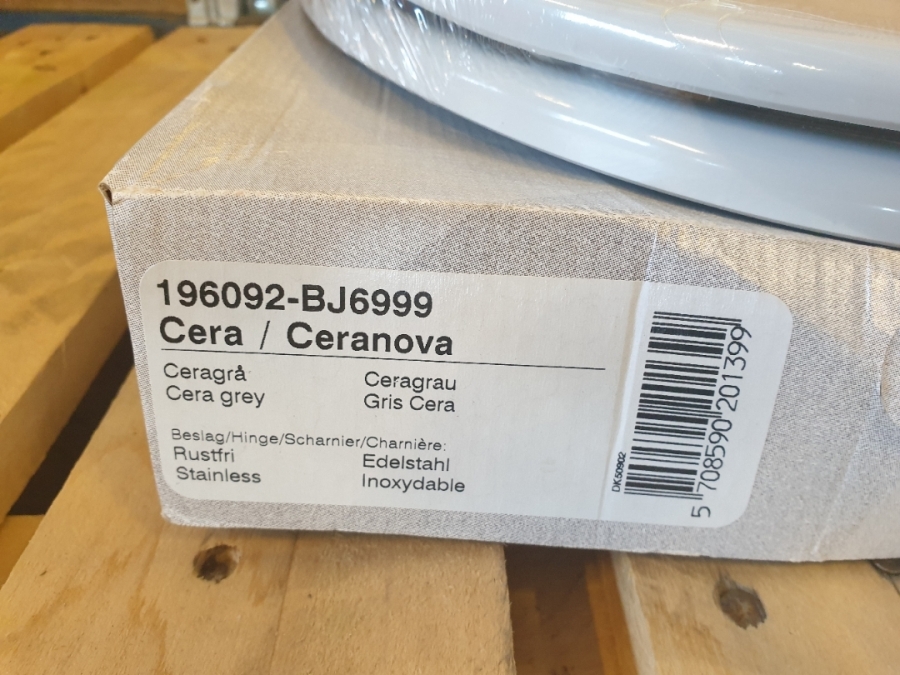 196092-BJ6999
Cera / Ceranova
Ceragrå
Cera grey
Ceragrau
Gris Cera
Beslag/Hinge/Scharnier/Charnière:
Rustfri
Stainless
Edelstahl
Inoxydable
DK50902
5 708590 201399